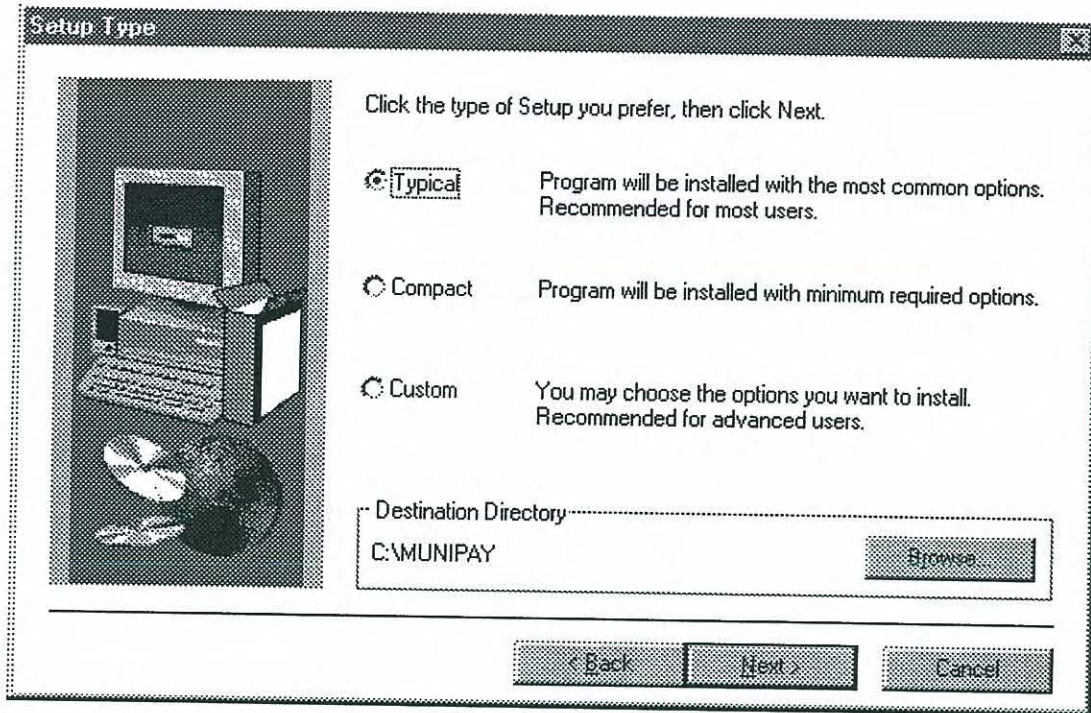 Setup Type
Click the type of Setup you prefer, then click Next.
Typical
Program will be installed with the most common options.
Recommended for most users.
Compact
Program will be installed with minimum required options.
Custom
You may choose the options you want to install.
Recommended for advanced users.
Destination Directory
C:\MUNIPAY
Browse...
< Back
Next >
Cancel